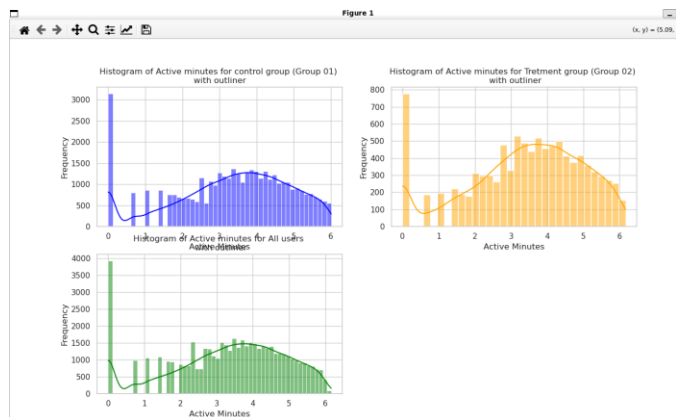 Figure 1
(x, y) = (5.09,
Histogram of Active minutes for control group (Group 01)
with outliner
Frequency
3000
2500
2000
1500
1000
500
0
0 1 2 3 4 5 6
Active Minutes
Histogram of Active minutes for Tretment group (Group 02)
with outliner
Frequency
800
700
600
500
400
300
200
100
0
0 1 2 3 4 5 6
Active Minutes
Histogram of Active minutes for All users
with outliner
Frequency
4000
3500
3000
2500
2000
1500
1000
500
0
0 1 2 3 4 5 6
Active Minutes